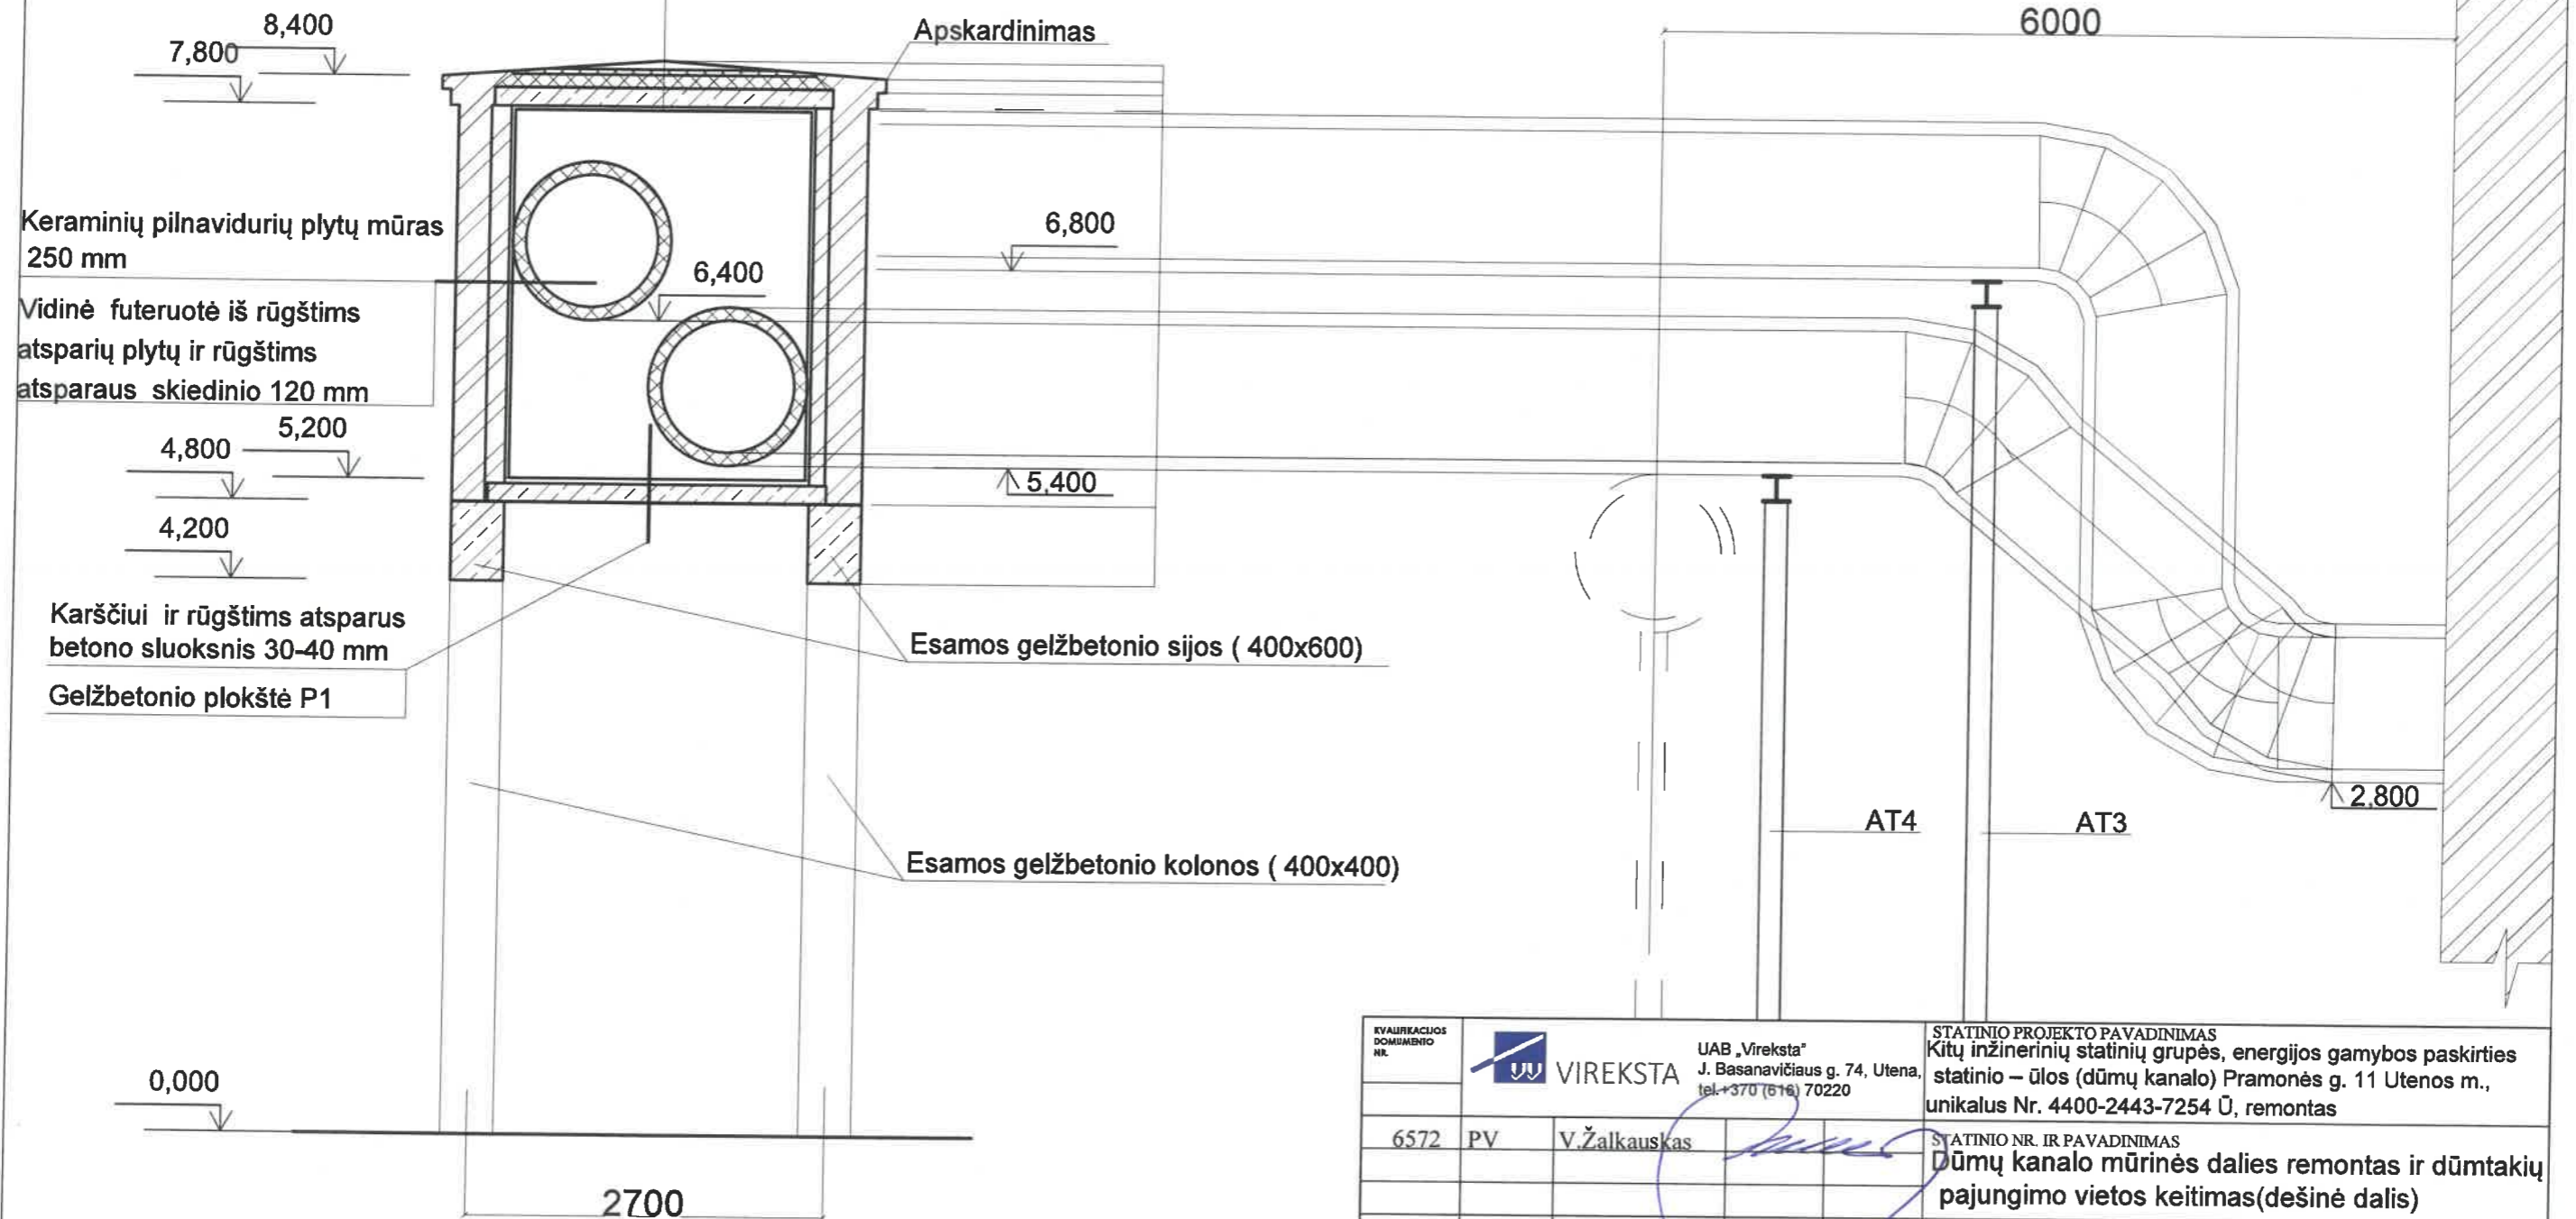 8,400
7,800
Apskardinimas
6000
Keraminių pilnavidurių plytų mūras
250 mm
6,800
6,400
Vidinė futeruotė iš rūgštims
atsparių plytų ir rūgštims
atsparaus skiedinio 120 mm
5,200
4,800
5,400
4,200
Karščiui ir rūgštims atsparus
betono sluoksnis 30-40 mm
Gelžbetonio plokštė P1
Esamos gelžbetonio sijos ( 400x600)
2,800
AT4
AT3
Esamos gelžbetonio kolonos ( 400x400)
0,000
2700
KVALIFIKACIJOS
DOMUMENTO
NR.
VIREKSTA
UAB „Vireksta"
J. Basanavičiaus g. 74, Utena,
tel.+370 (616) 70220
STATINIO PROJEKTO PAVADINIMAS
Kitų inžinerinių statinių grupės, energijos gamybos paskirties
statinio – ūlos (dūmų kanalo) Pramonės g. 11 Utenos m.,
unikalus Nr. 4400-2443-7254 Ū, remontas
6572 PV V.Žalkauskas
STATINIO NR. IR PAVADINIMAS
Dūmų kanalo mūrinės dalies remontas ir dūmtakių
pajungimo vietos keitimas(dešinė dalis)